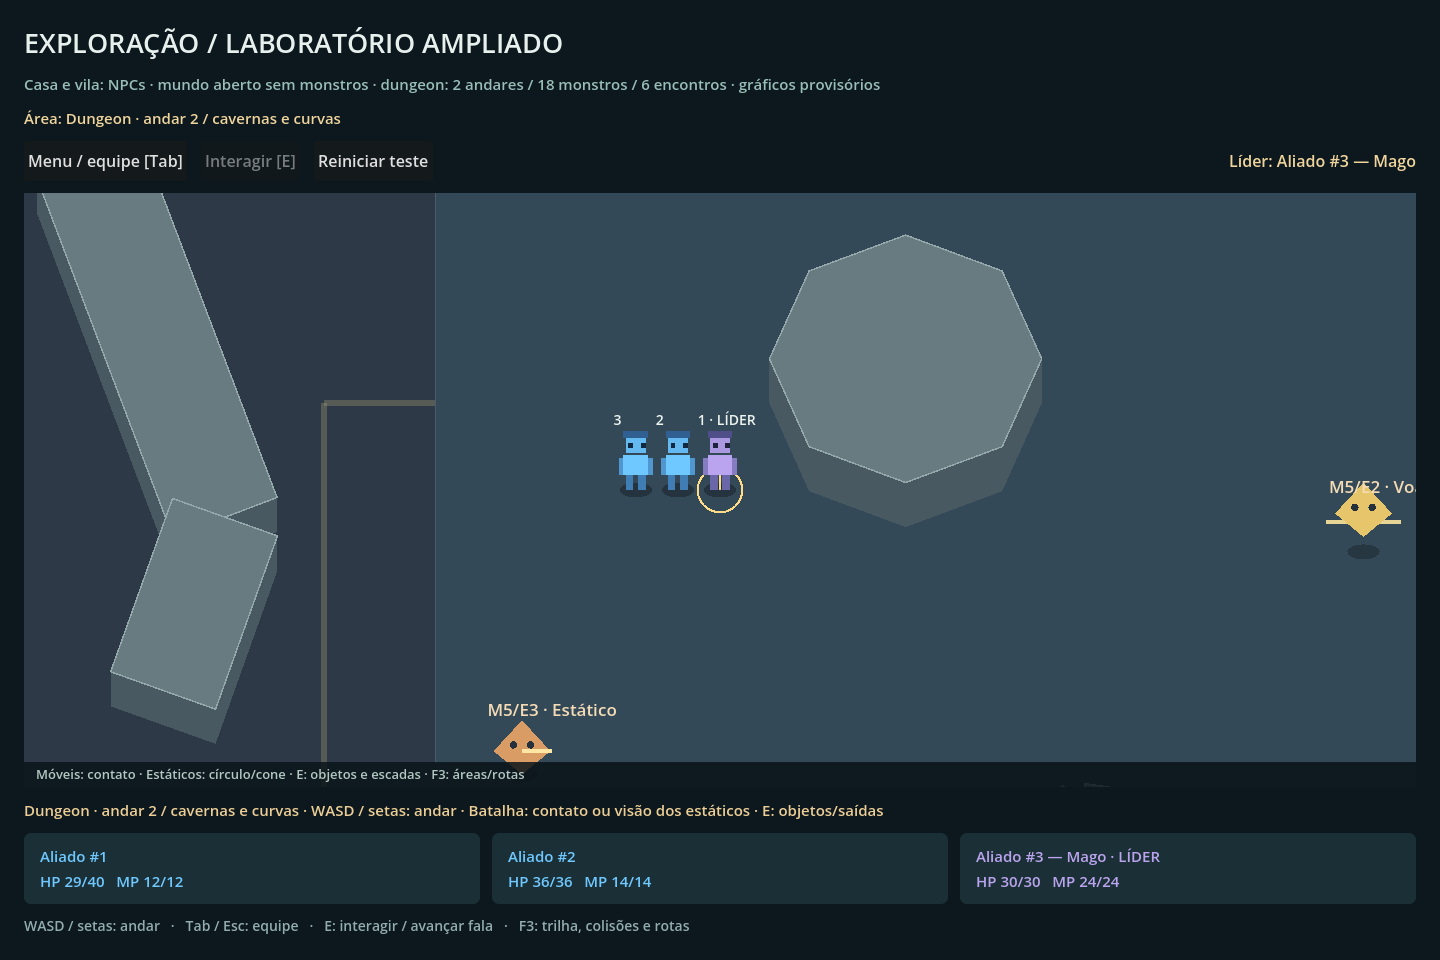 EXPLORAÇÃO / LABORATÓRIO AMPLIADO
Casa e vila: NPCs · mundo aberto sem monstros · dungeon: 2 andares / 18 monstros / 6 encontros · gráficos provisórios
Área: Dungeon · andar 2 / cavernas e curvas
Menu / equipe [Tab] Interagir [E] Reiniciar teste Líder: Aliado #3 — Mago
3 2 1 · LÍDER
M5/E2 · Voa
M5/E3 · Estático
Móveis: contato · Estáticos: círculo/cone · E: objetos e escadas · F3: áreas/rotas
Dungeon · andar 2 / cavernas e curvas · WASD / setas: andar · Batalha: contato ou visão dos estáticos · E: objetos/saídas
Aliado #1
HP 29/40 MP 12/12
Aliado #2
HP 36/36 MP 14/14
Aliado #3 — Mago · LÍDER
HP 30/30 MP 24/24
WASD / setas: andar · Tab / Esc: equipe · E: interagir / avançar fala · F3: trilha, colisões e rotas